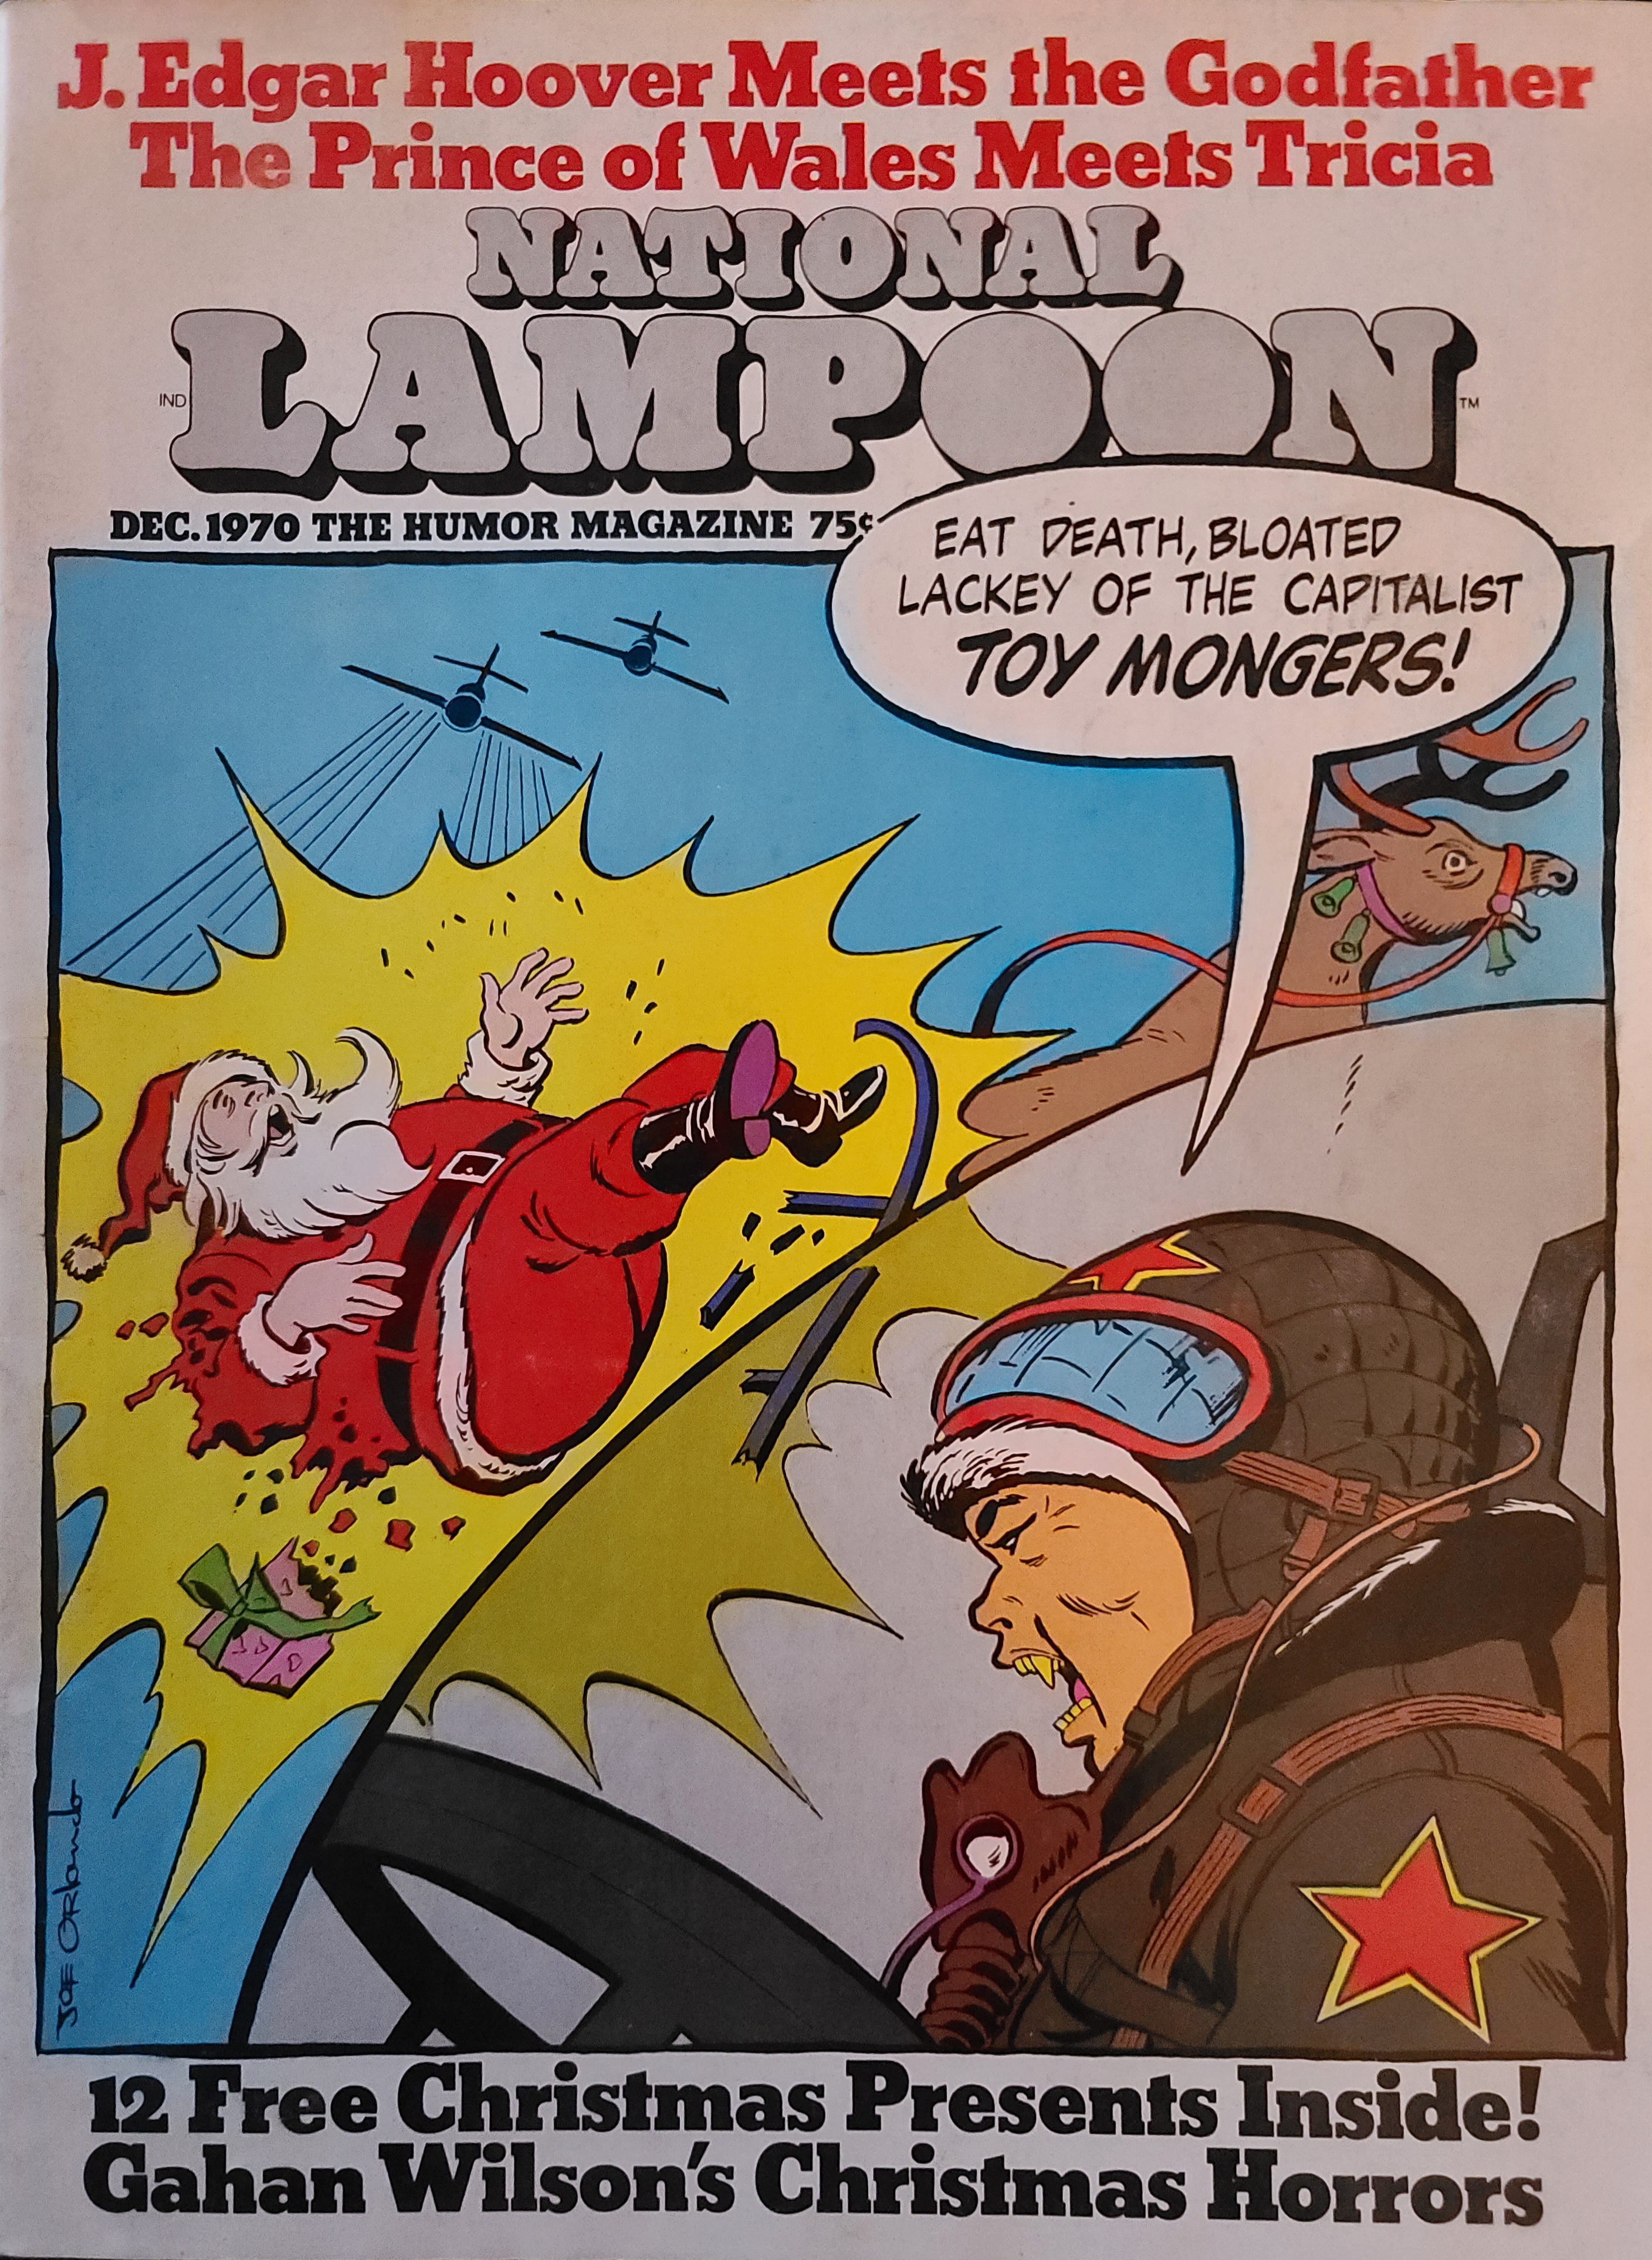 J. Edgar Hoover Meets the Godfather
The Prince of Wales Meets Tricia
NATIONAL
IND LAMPOON TM
DEC. 1970 THE HUMOR MAGAZINE 75¢
EAT DEATH, BLOATED
LACKEY OF THE CAPITALIST
TOY MONGERS!
JOE ORLANDO
12 Free Christmas Presents Inside!
Gahan Wilson's Christmas Horrors